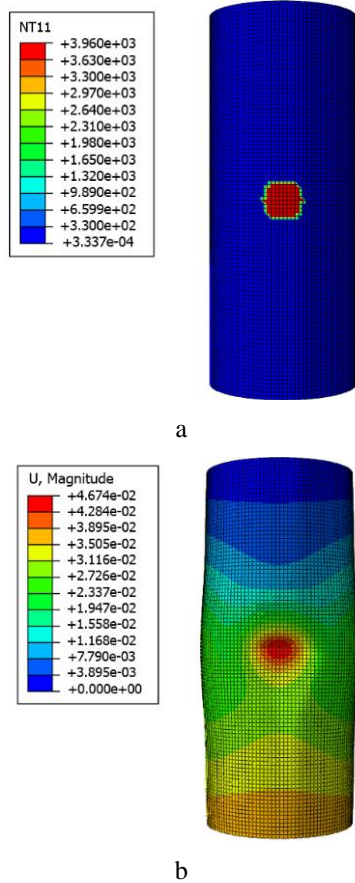 NT11
+3.960e+03
+3.630e+03
+3.300e+03
+2.970e+03
+2.640e+03
+2.310e+03
+1.980e+03
+1.650e+03
+1.320e+03
+9.890e+02
+6.599e+02
+3.300e+02
+3.337e-04
a
U, Magnitude
+4.674e-02
+4.284e-02
+3.895e-02
+3.505e-02
+3.116e-02
+2.726e-02
+2.337e-02
+1.947e-02
+1.558e-02
+1.168e-02
+7.790e-03
+3.895e-03
+0.000e+00
b